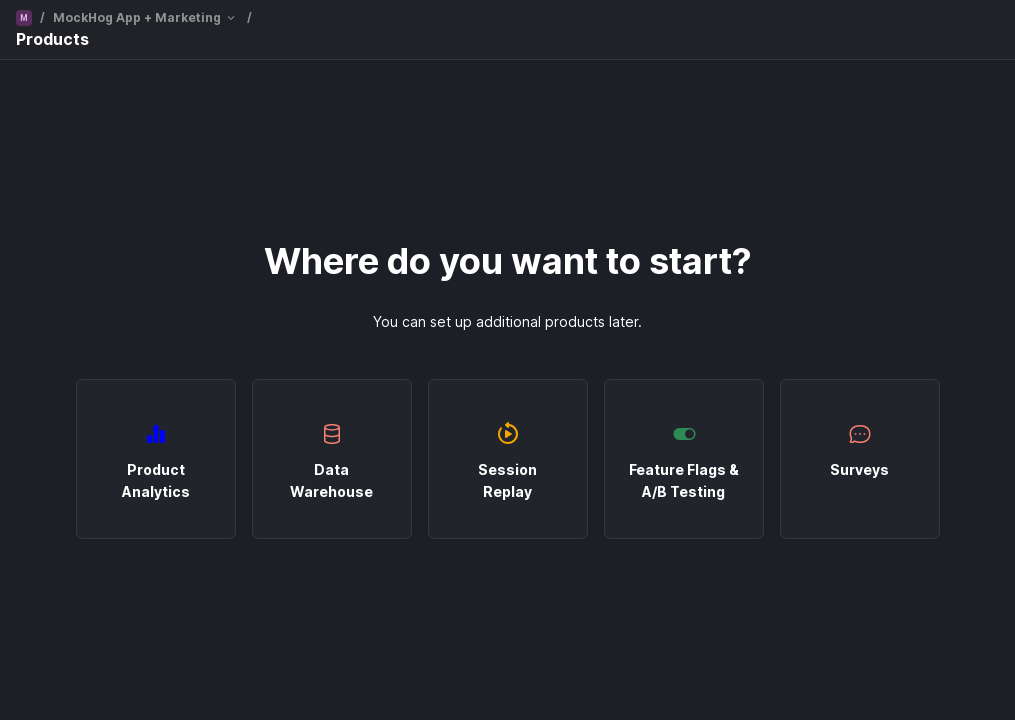 M / MockHog App + Marketing /
Products
Where do you want to start?
You can set up additional products later.
Product
Analytics
Data
Warehouse
Session
Replay
Feature Flags &
A/B Testing
Surveys